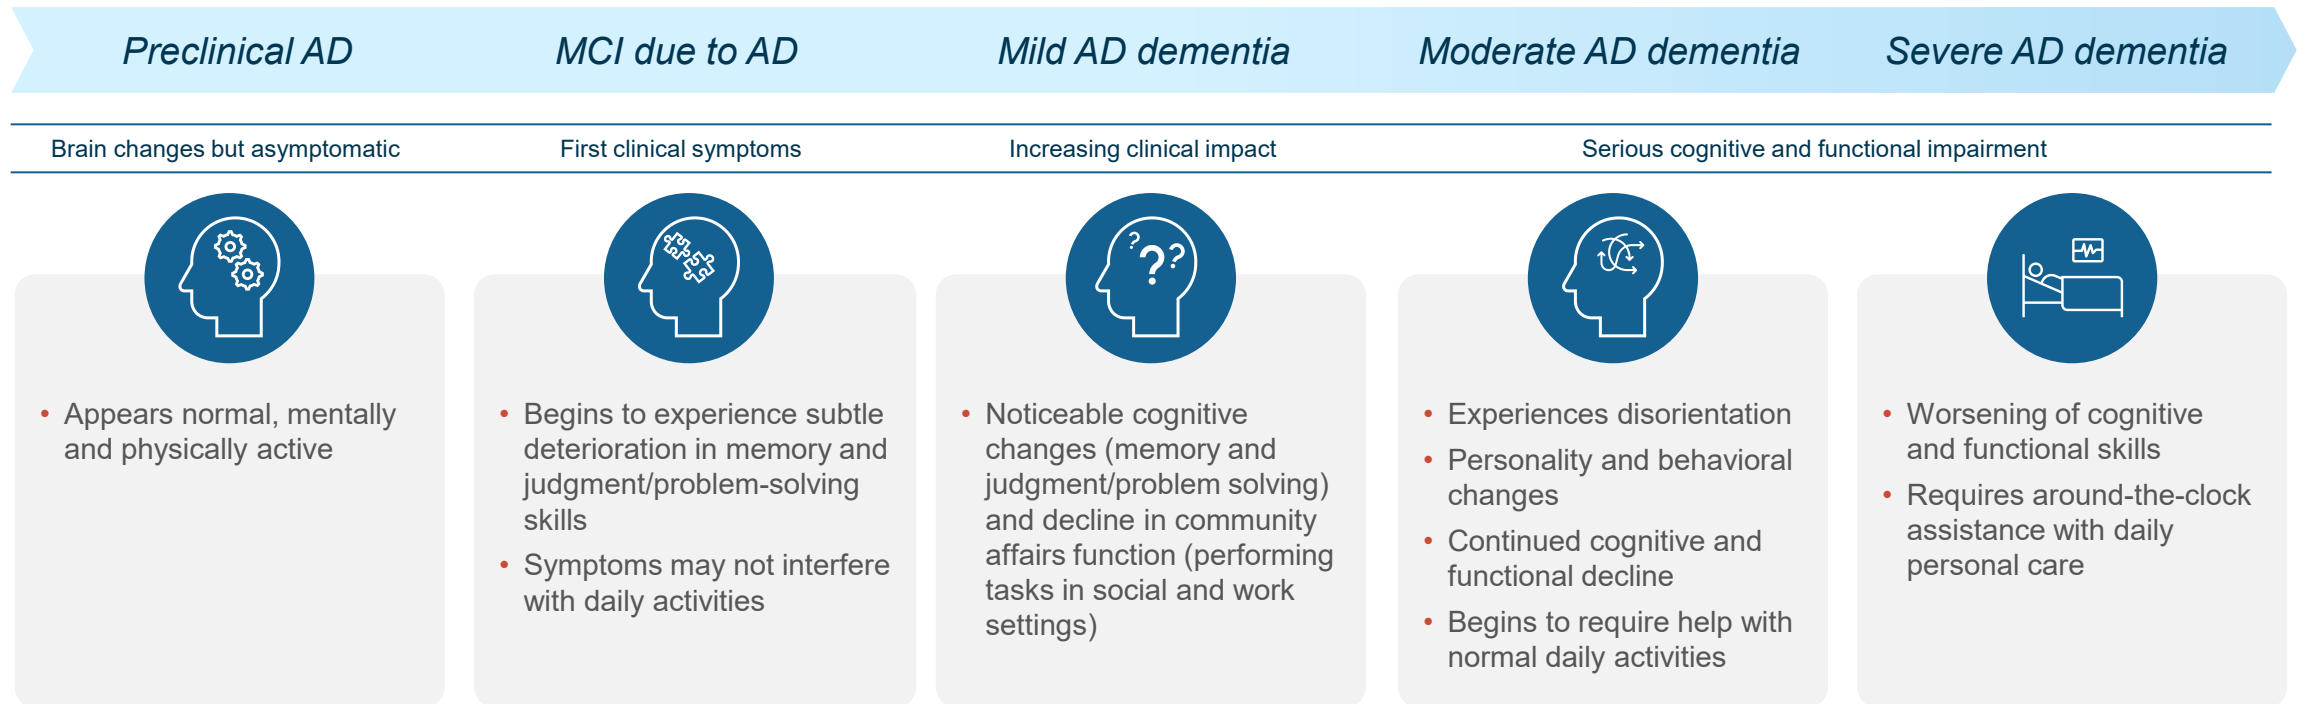 Preclinical AD
MCI due to AD
Mild AD dementia
Moderate AD dementia
Severe AD dementia
Brain changes but asymptomatic
First clinical symptoms
Increasing clinical impact
Serious cognitive and functional impairment
• Appears normal, mentally
and physically active
• Begins to experience subtle
deterioration in memory and
judgment/problem-solving
skills
• Symptoms may not interfere
with daily activities
? ? ?
• Noticeable cognitive
changes (memory and
judgment/problem solving)
and decline in community
affairs function (performing
tasks in social and work
settings)
• Experiences disorientation
• Personality and behavioral
changes
• Continued cognitive and
functional decline
• Begins to require help with
normal daily activities
• Worsening of cognitive
and functional skills
• Requires around-the-clock
assistance with daily
personal care